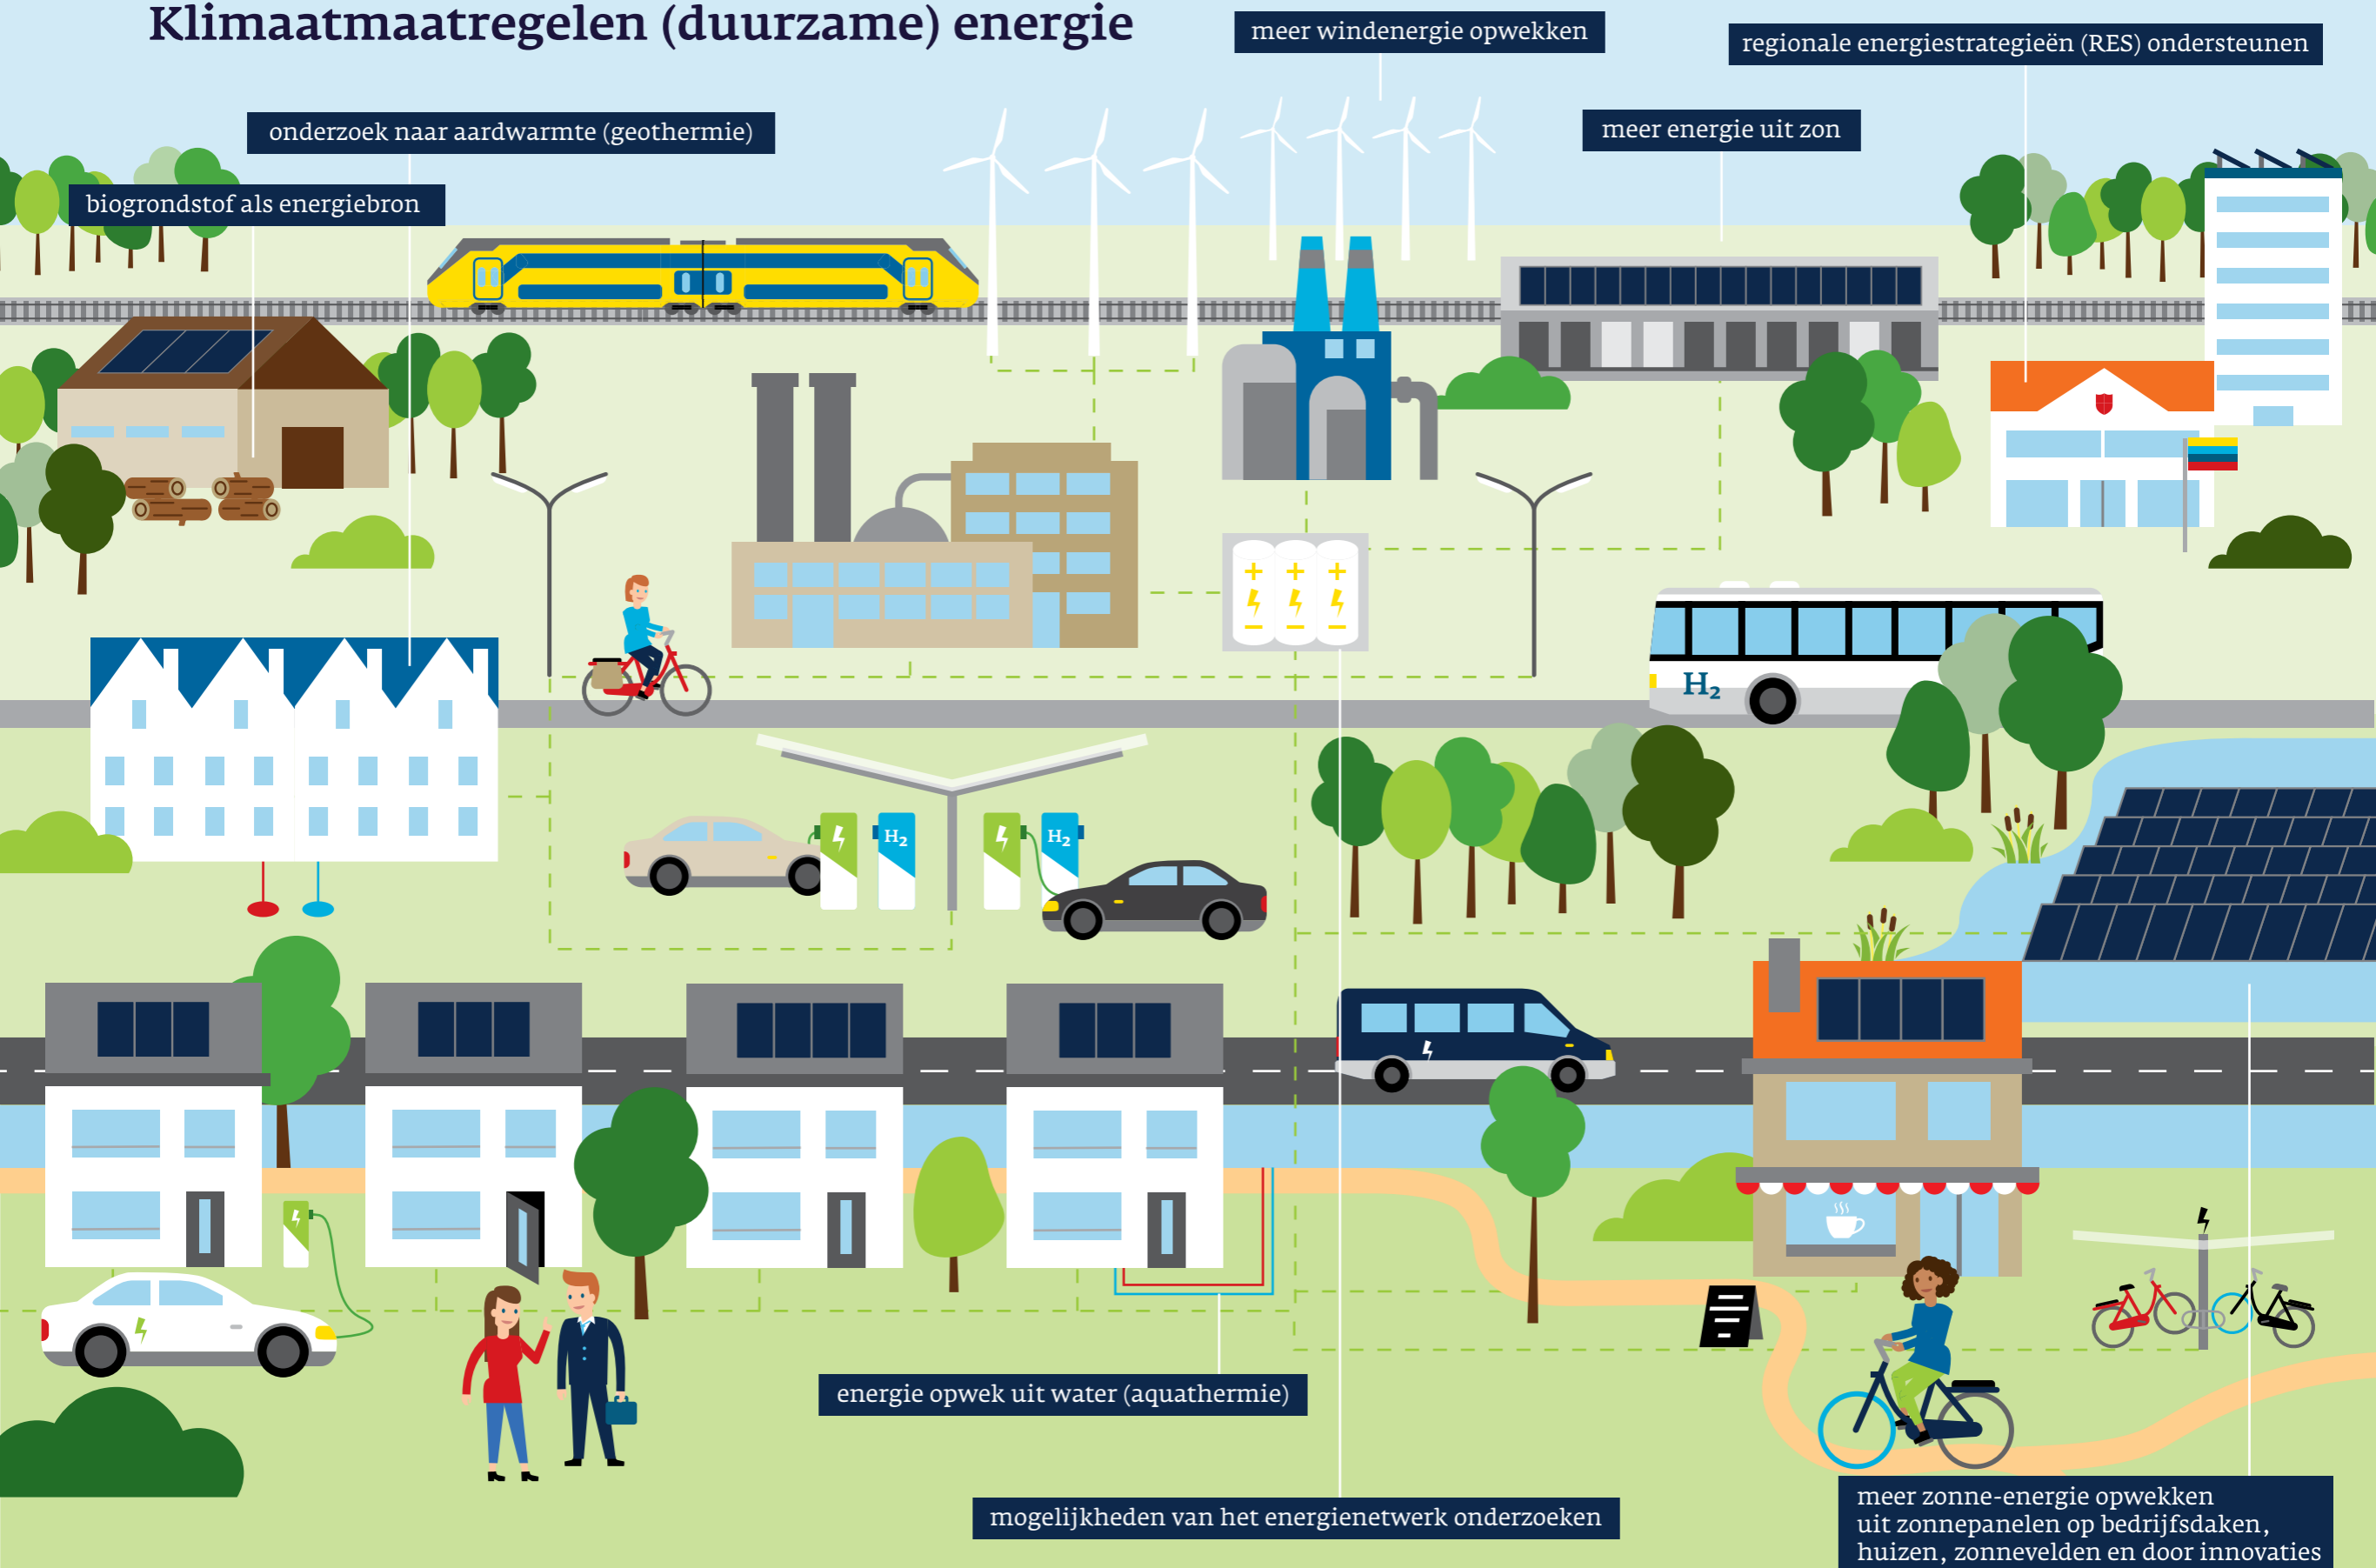 Klimaatmaatregelen (duurzame) energie
meer windenergie opwekken
regionale energiestrategieën (RES) ondersteunen
onderzoek naar aardwarmte (geothermie)
meer energie uit zon
biogrondstof als energiebron
+ + +
– – –
H₂
H₂
H₂
energie opwek uit water (aquathermie)
mogelijkheden van het energienetwerk onderzoeken
meer zonne-energie opwekken
uit zonnepanelen op bedrijfsdaken,
huizen, zonnevelden en door innovaties